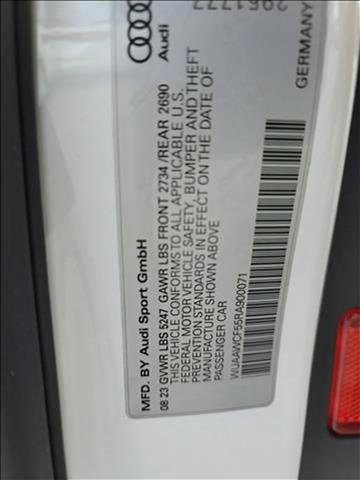 Audi
2951777
GERMANY
MFD. BY Audi Sport GmbH
08.23 GVWR LBS 5247 GAWR LBS FRONT 2734/REAR 2690
THIS VEHICLE CONFORMS TO ALL APPLICABLE U.S.
FEDERAL MOTOR VEHICLE SAFETY, BUMPER AND THEFT
PREVENTION STANDARDS IN EFFECT ON THE DATE OF
MANUFACTURE SHOWN ABOVE
PASSENGER CAR
WUAAWCF55RA900071